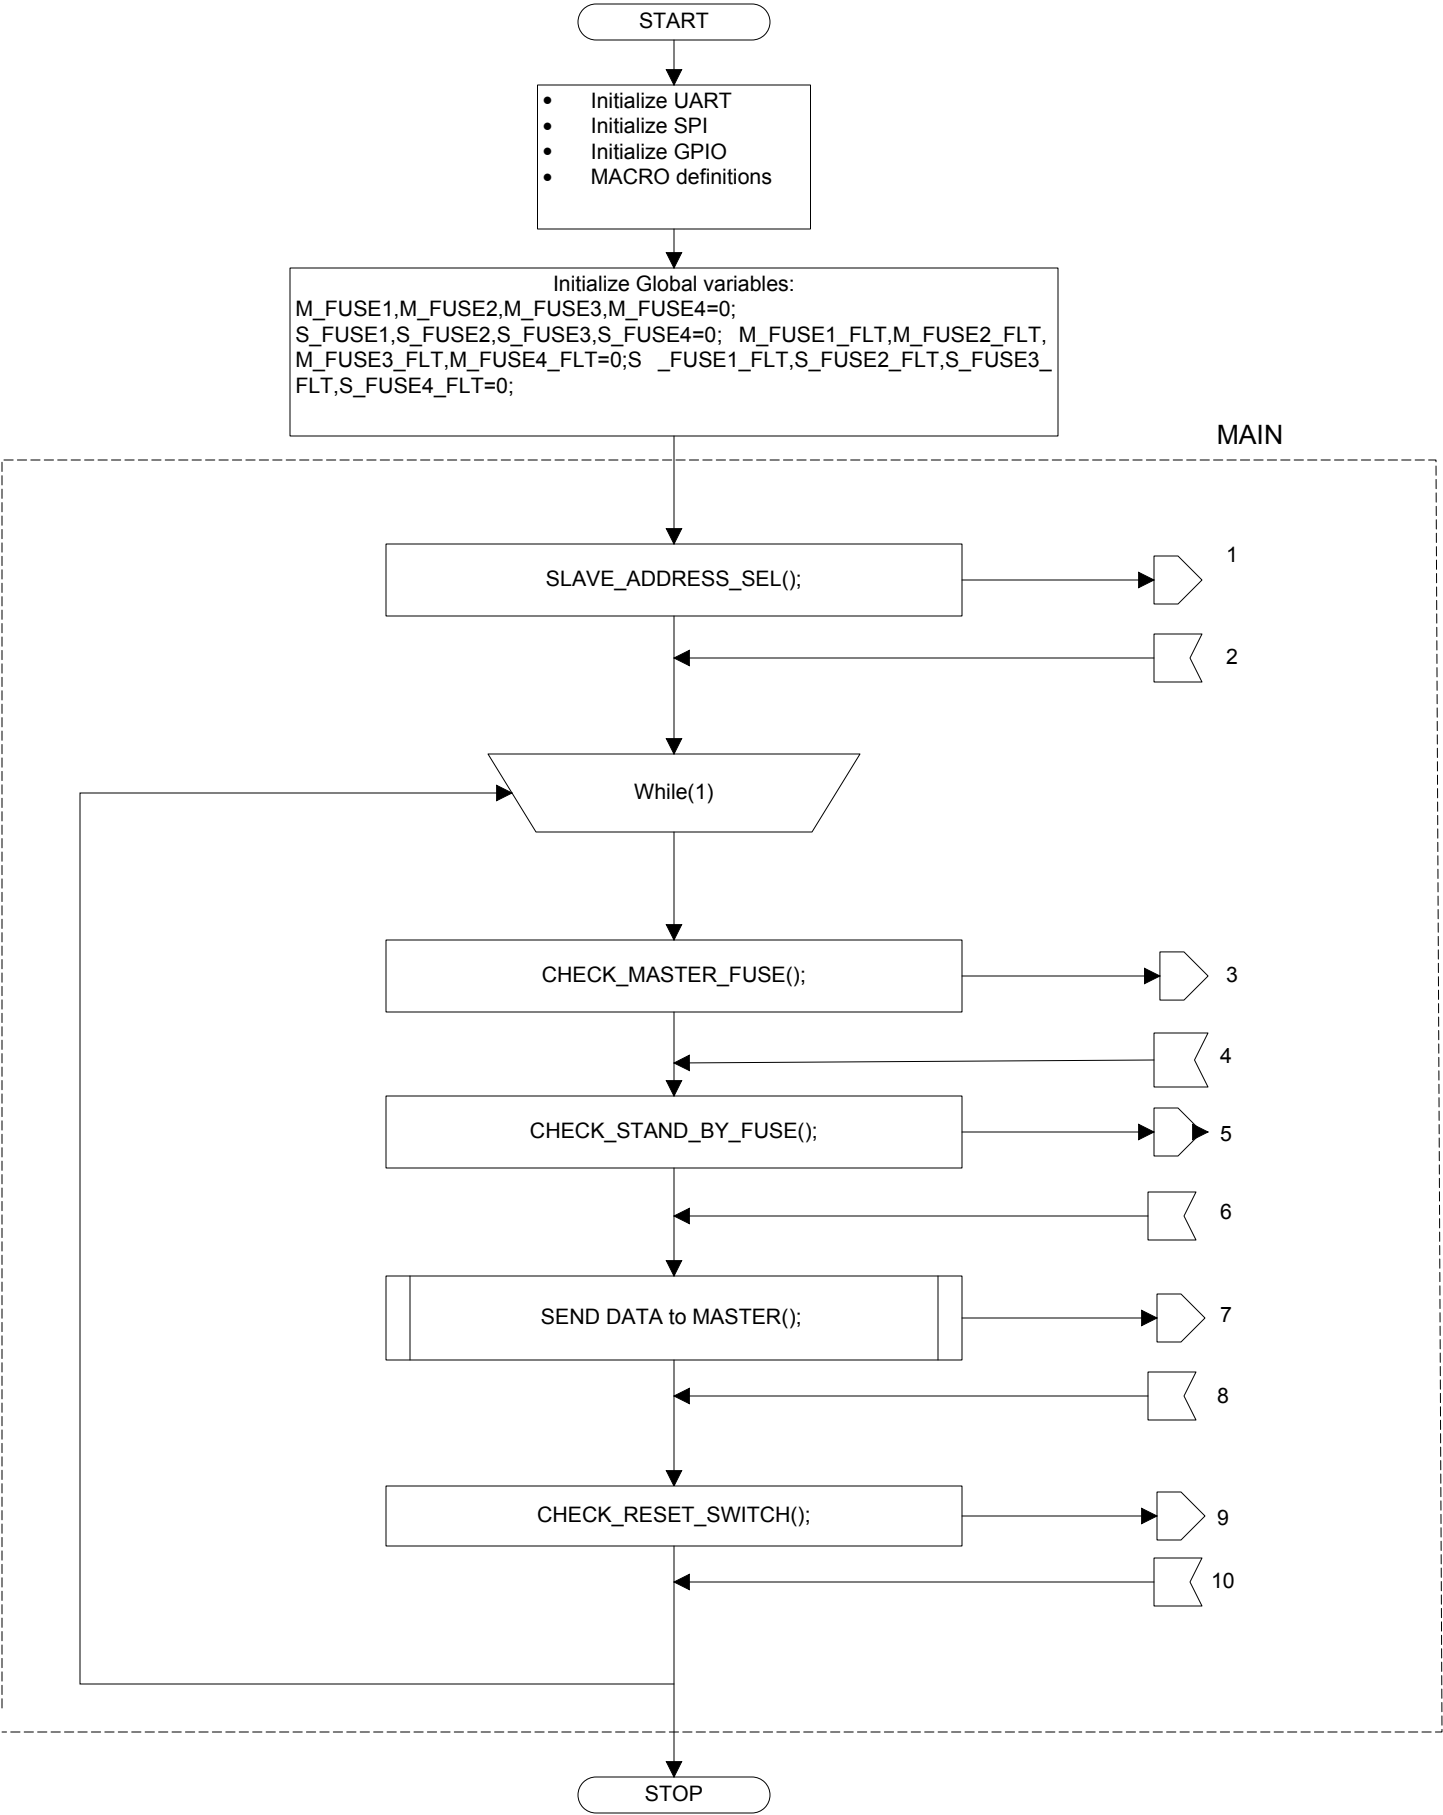 START
• Initialize UART
• Initialize SPI
• Initialize GPIO
• MACRO definitions
Initialize Global variables:
M_FUSE1,M_FUSE2,M_FUSE3,M_FUSE4=0;
S_FUSE1,S_FUSE2,S_FUSE3,S_FUSE4=0; M_FUSE1_FLT,M_FUSE2_FLT,
M_FUSE3_FLT,M_FUSE4_FLT=0;S _FUSE1_FLT,S_FUSE2_FLT,S_FUSE3_
FLT,S_FUSE4_FLT=0;
MAIN
SLAVE_ADDRESS_SEL();
1
2
While(1)
CHECK_MASTER_FUSE();
3
4
CHECK_STAND_BY_FUSE();
5
6
SEND DATA to MASTER();
7
8
CHECK_RESET_SWITCH();
9
10
STOP